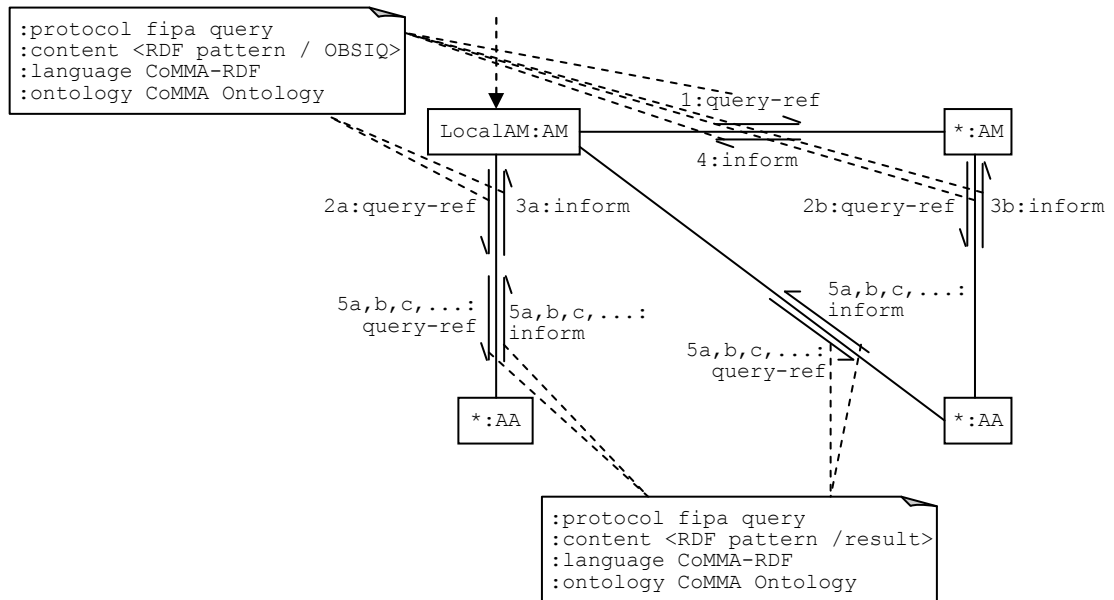 :protocol fipa query
:content <RDF pattern / OBSIQ>
:language CoMMA-RDF
:ontology CoMMA Ontology
1:query-ref
LocalAM:AM
*:AM
4:inform
2a:query-ref
3a:inform
2b:query-ref
3b:inform
5a,b,c,...:
query-ref
5a,b,c,...:
inform
5a,b,c,...:
inform
5a,b,c,...:
query-ref
*:AA
*:AA
:protocol fipa query
:content <RDF pattern /result>
:language CoMMA-RDF
:ontology CoMMA Ontology